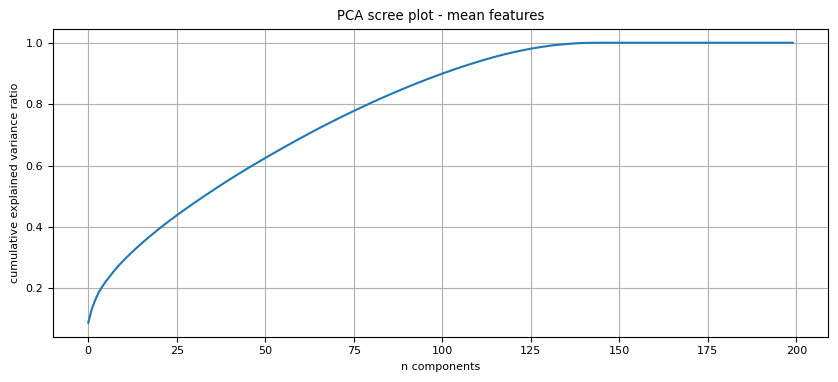 PCA scree plot - mean features
cumulative explained variance ratio
1.0
0.8
0.6
0.4
0.2
0 25 50 75 100 125 150 175 200
n components